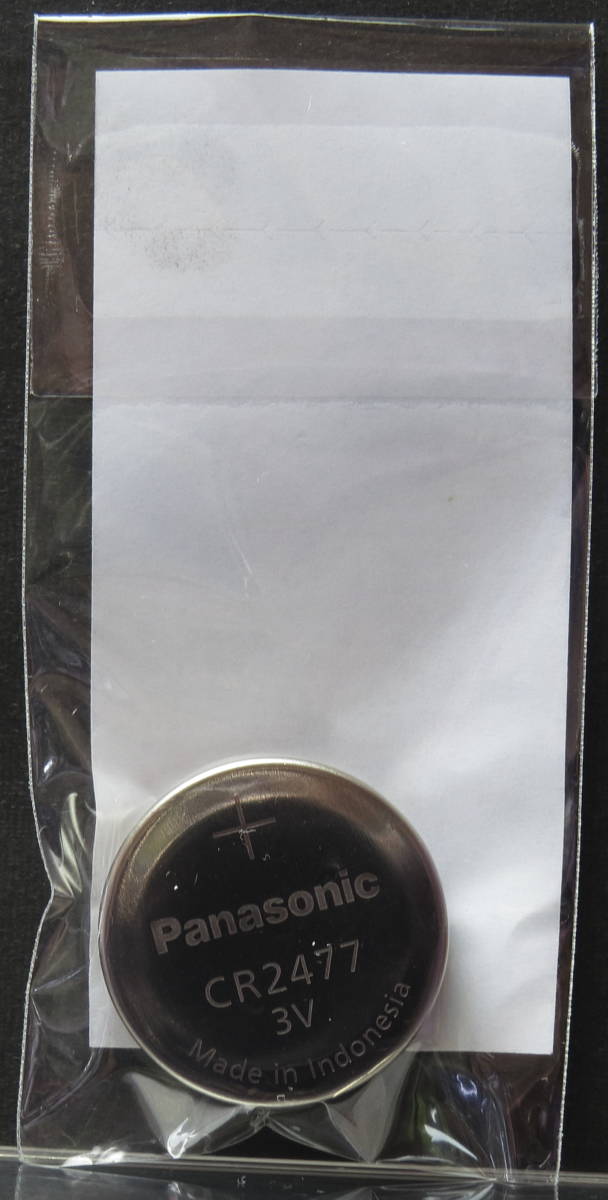 +
Panasonic
CR2477
3V
Made in Indonesia